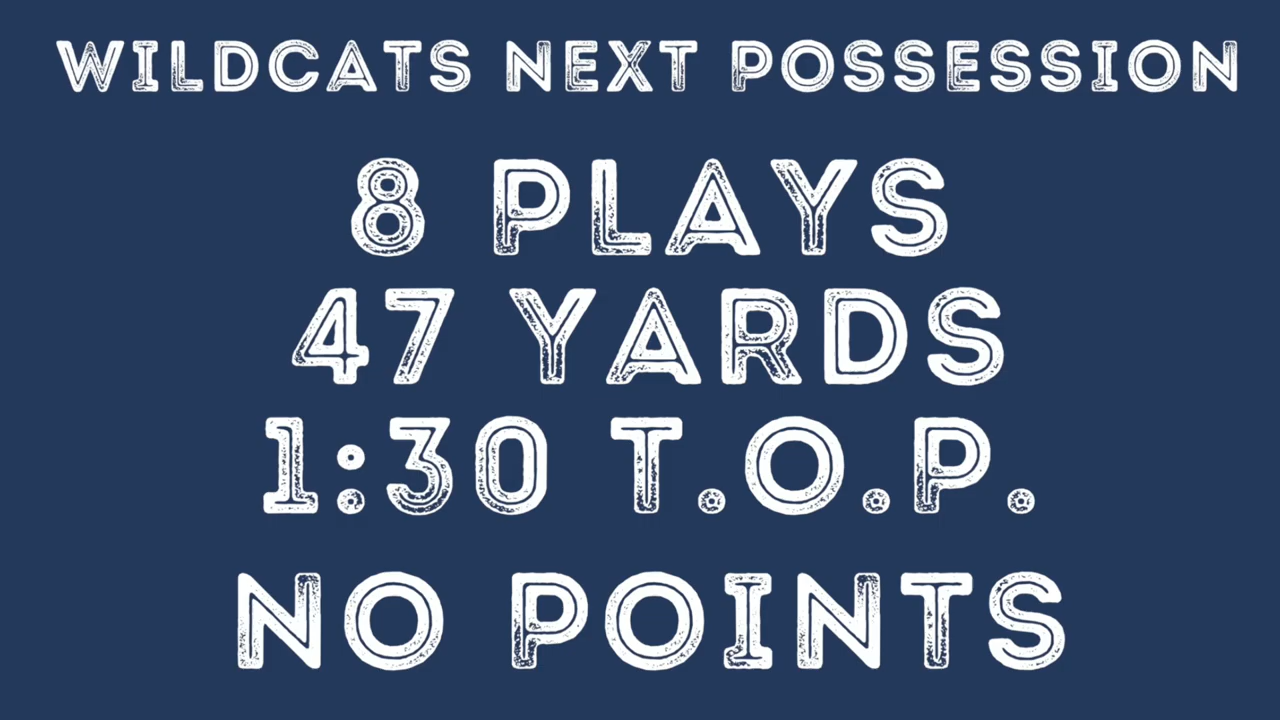 WILDCATS NEXT POSSESSION
8 PLAYS
47 YARDS
1:30 T.O.P.
NO POINTS